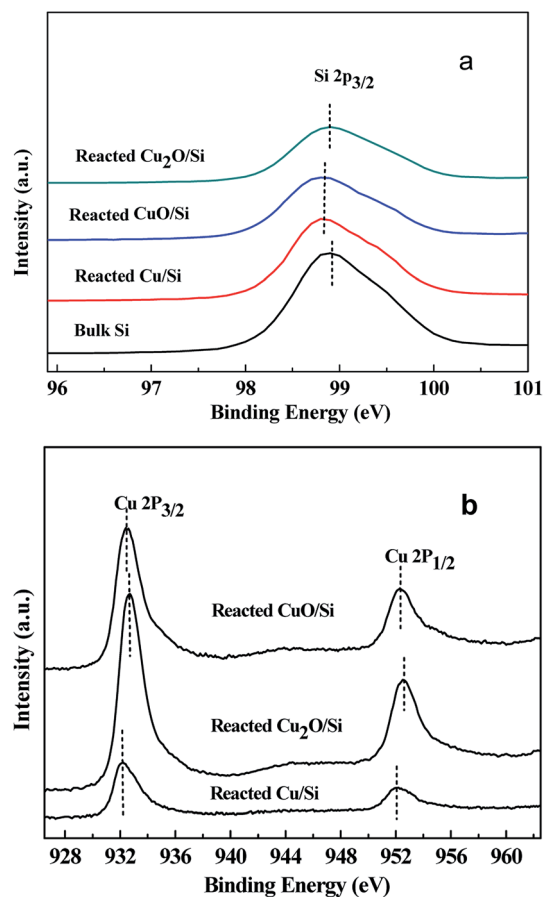 a
Si 2p3/2
Reacted Cu2O/Si
Reacted CuO/Si
Reacted Cu/Si
Bulk Si
Intensity (a.u.)
96 97 98 99 100 101
Binding Energy (eV)
b
Cu 2P3/2
Cu 2P1/2
Reacted CuO/Si
Reacted Cu2O/Si
Reacted Cu/Si
Intensity (a.u.)
928 932 936 940 944 948 952 956 960
Binding Energy (eV)